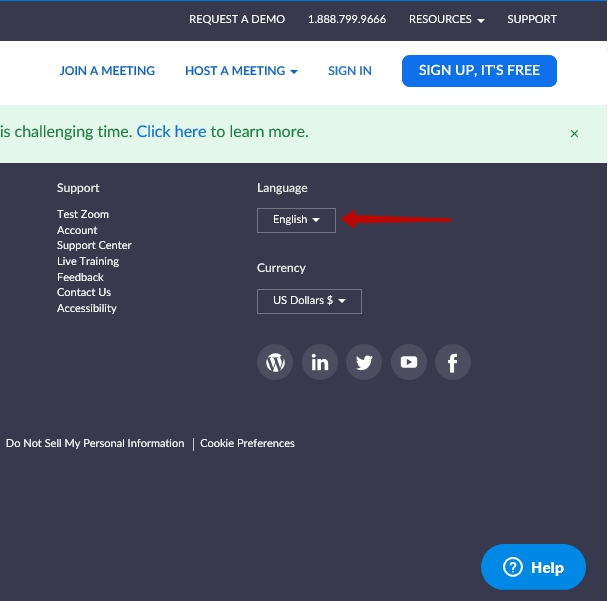 REQUEST A DEMO 1.888.799.9666 RESOURCES SUPPORT
JOIN A MEETING HOST A MEETING SIGN IN SIGN UP, IT'S FREE
is challenging time. Click here to learn more. ×
Support
Test Zoom
Account
Support Center
Live Training
Feedback
Contact Us
Accessibility
Language
English
Currency
US Dollars $
Do Not Sell My Personal Information | Cookie Preferences
? Help